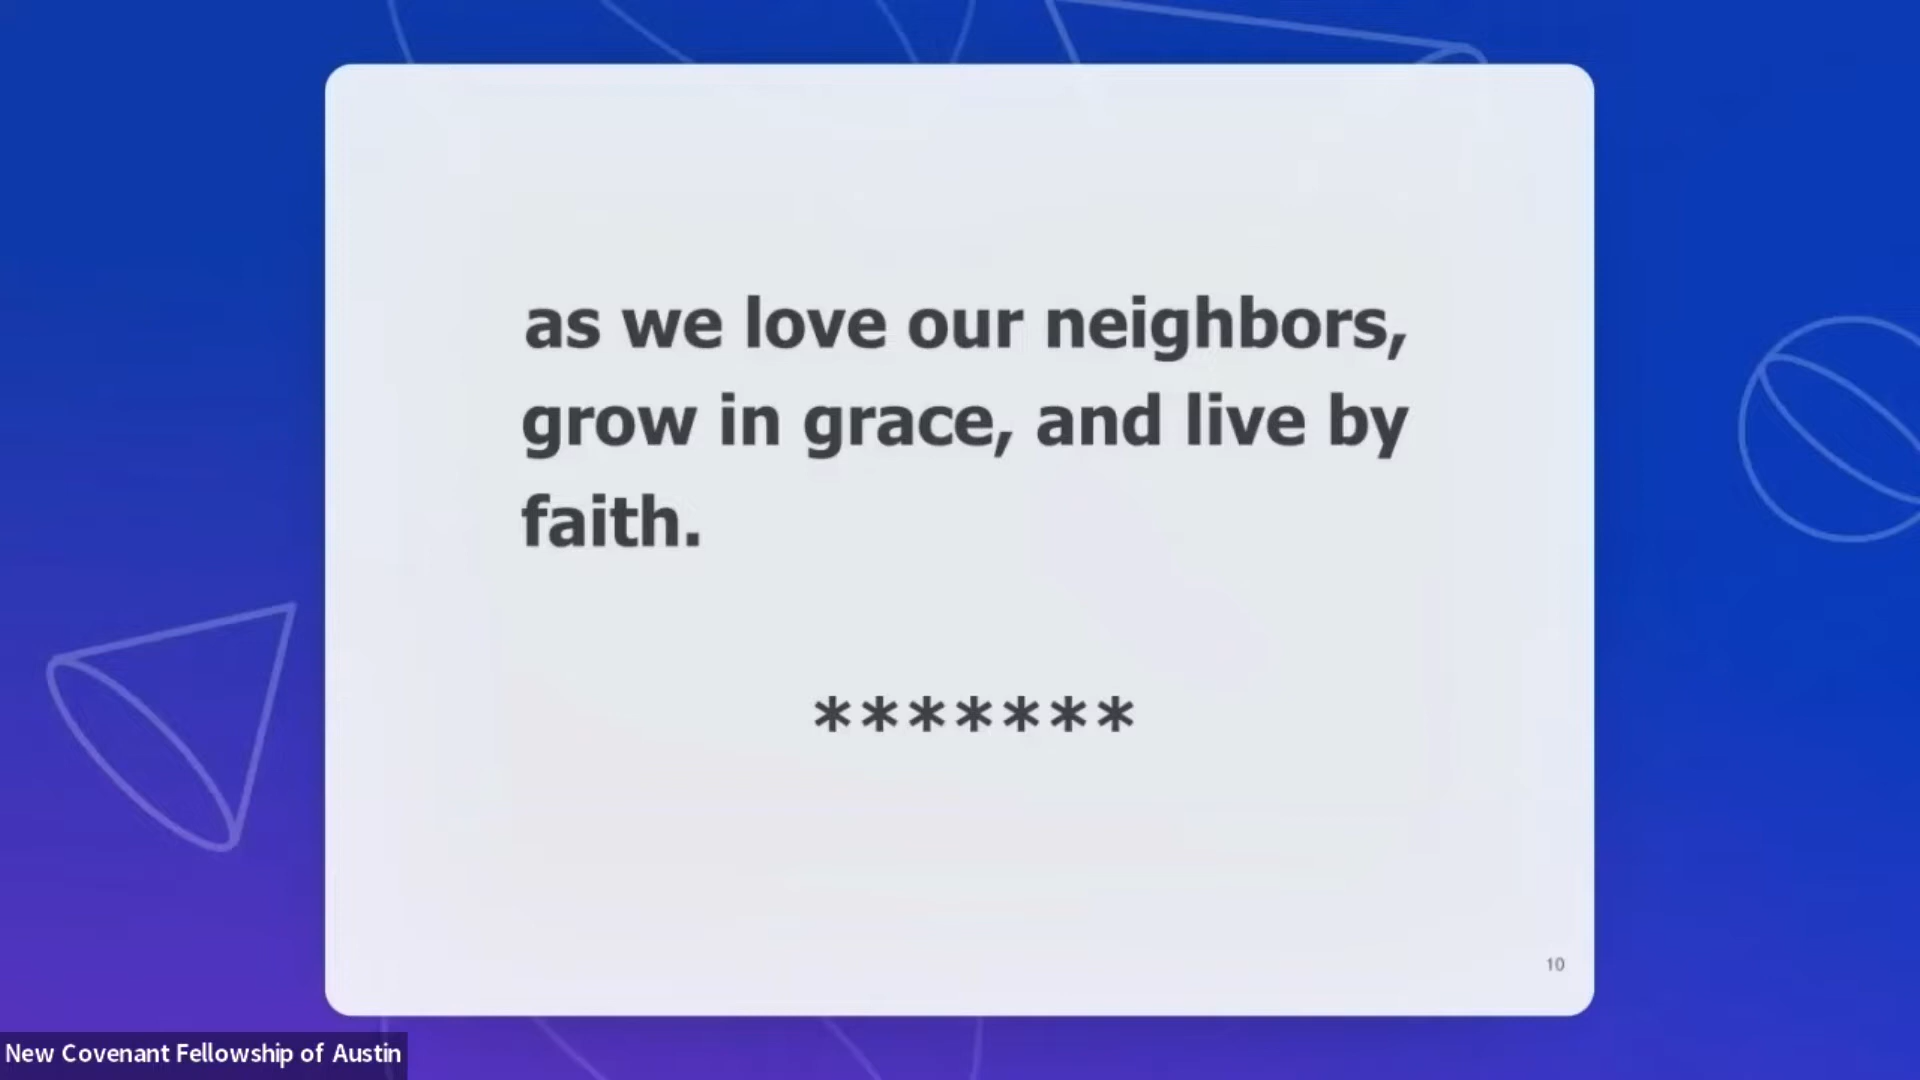 as we love our neighbors,
grow in grace, and live by
faith.
*******
10
New Covenant Fellowship of Austin